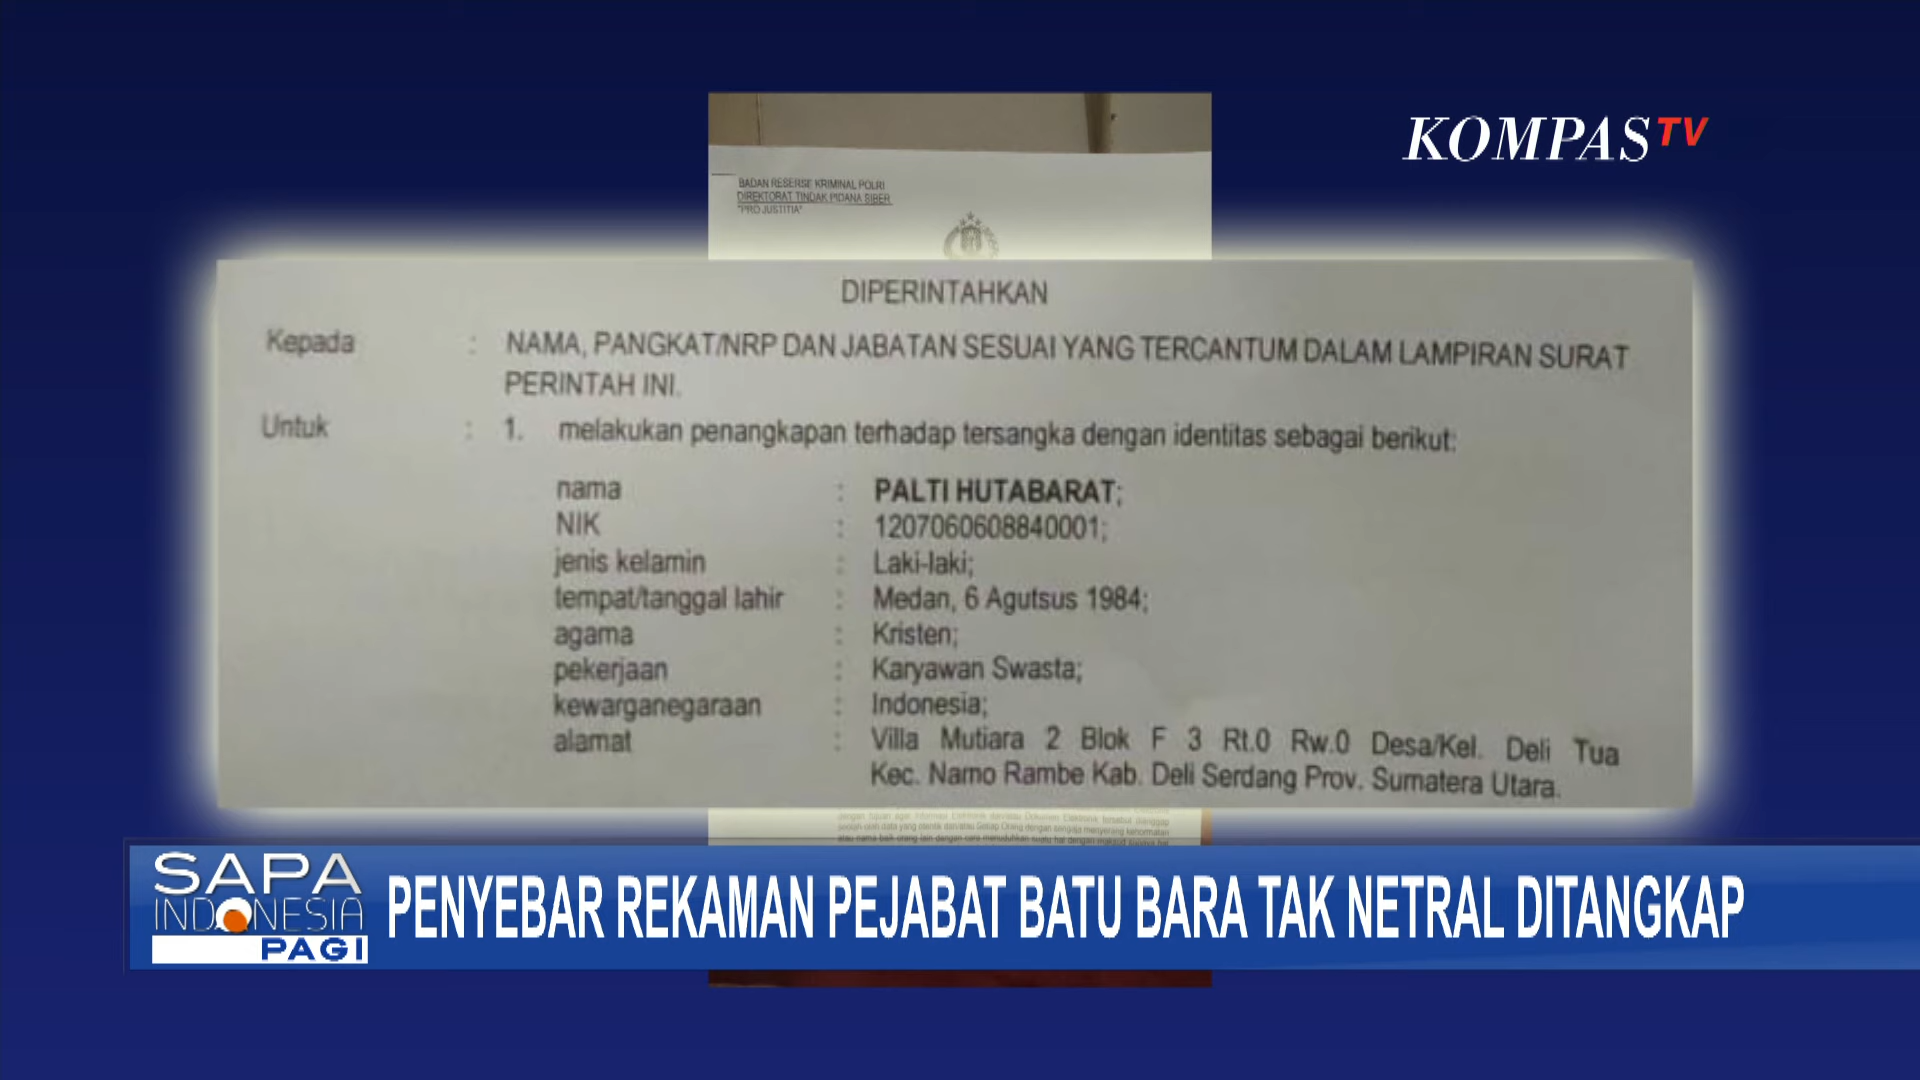 KOMPAS TV
BADAN RESERSE KRIMINAL POLRI
DIREKTORAT TINDAK PIDANA SIBER
"PRO JUSTITIA"
DIPERINTAHKAN
Kepada : NAMA, PANGKAT/NRP DAN JABATAN SESUAI YANG TERCANTUM DALAM LAMPIRAN SURAT
PERINTAH INI.
Untuk : 1. melakukan penangkapan terhadap tersangka dengan identitas sebagai berikut:
nama : PALTI HUTABARAT;
NIK : 1207060608840001;
jenis kelamin : Laki-laki;
tempat/tanggal lahir : Medan, 6 Agutsus 1984;
agama : Kristen;
pekerjaan : Karyawan Swasta;
kewarganegaraan : Indonesia;
alamat : Villa Mutiara 2 Blok F 3 Rt.0 Rw.0 Desa/Kel. Deli Tua
Kec. Namo Rambe Kab. Deli Serdang Prov. Sumatera Utara.
SAPA
INDONESIA
PAGI
PENYEBAR REKAMAN PEJABAT BATU BARA TAK NETRAL DITANGKAP